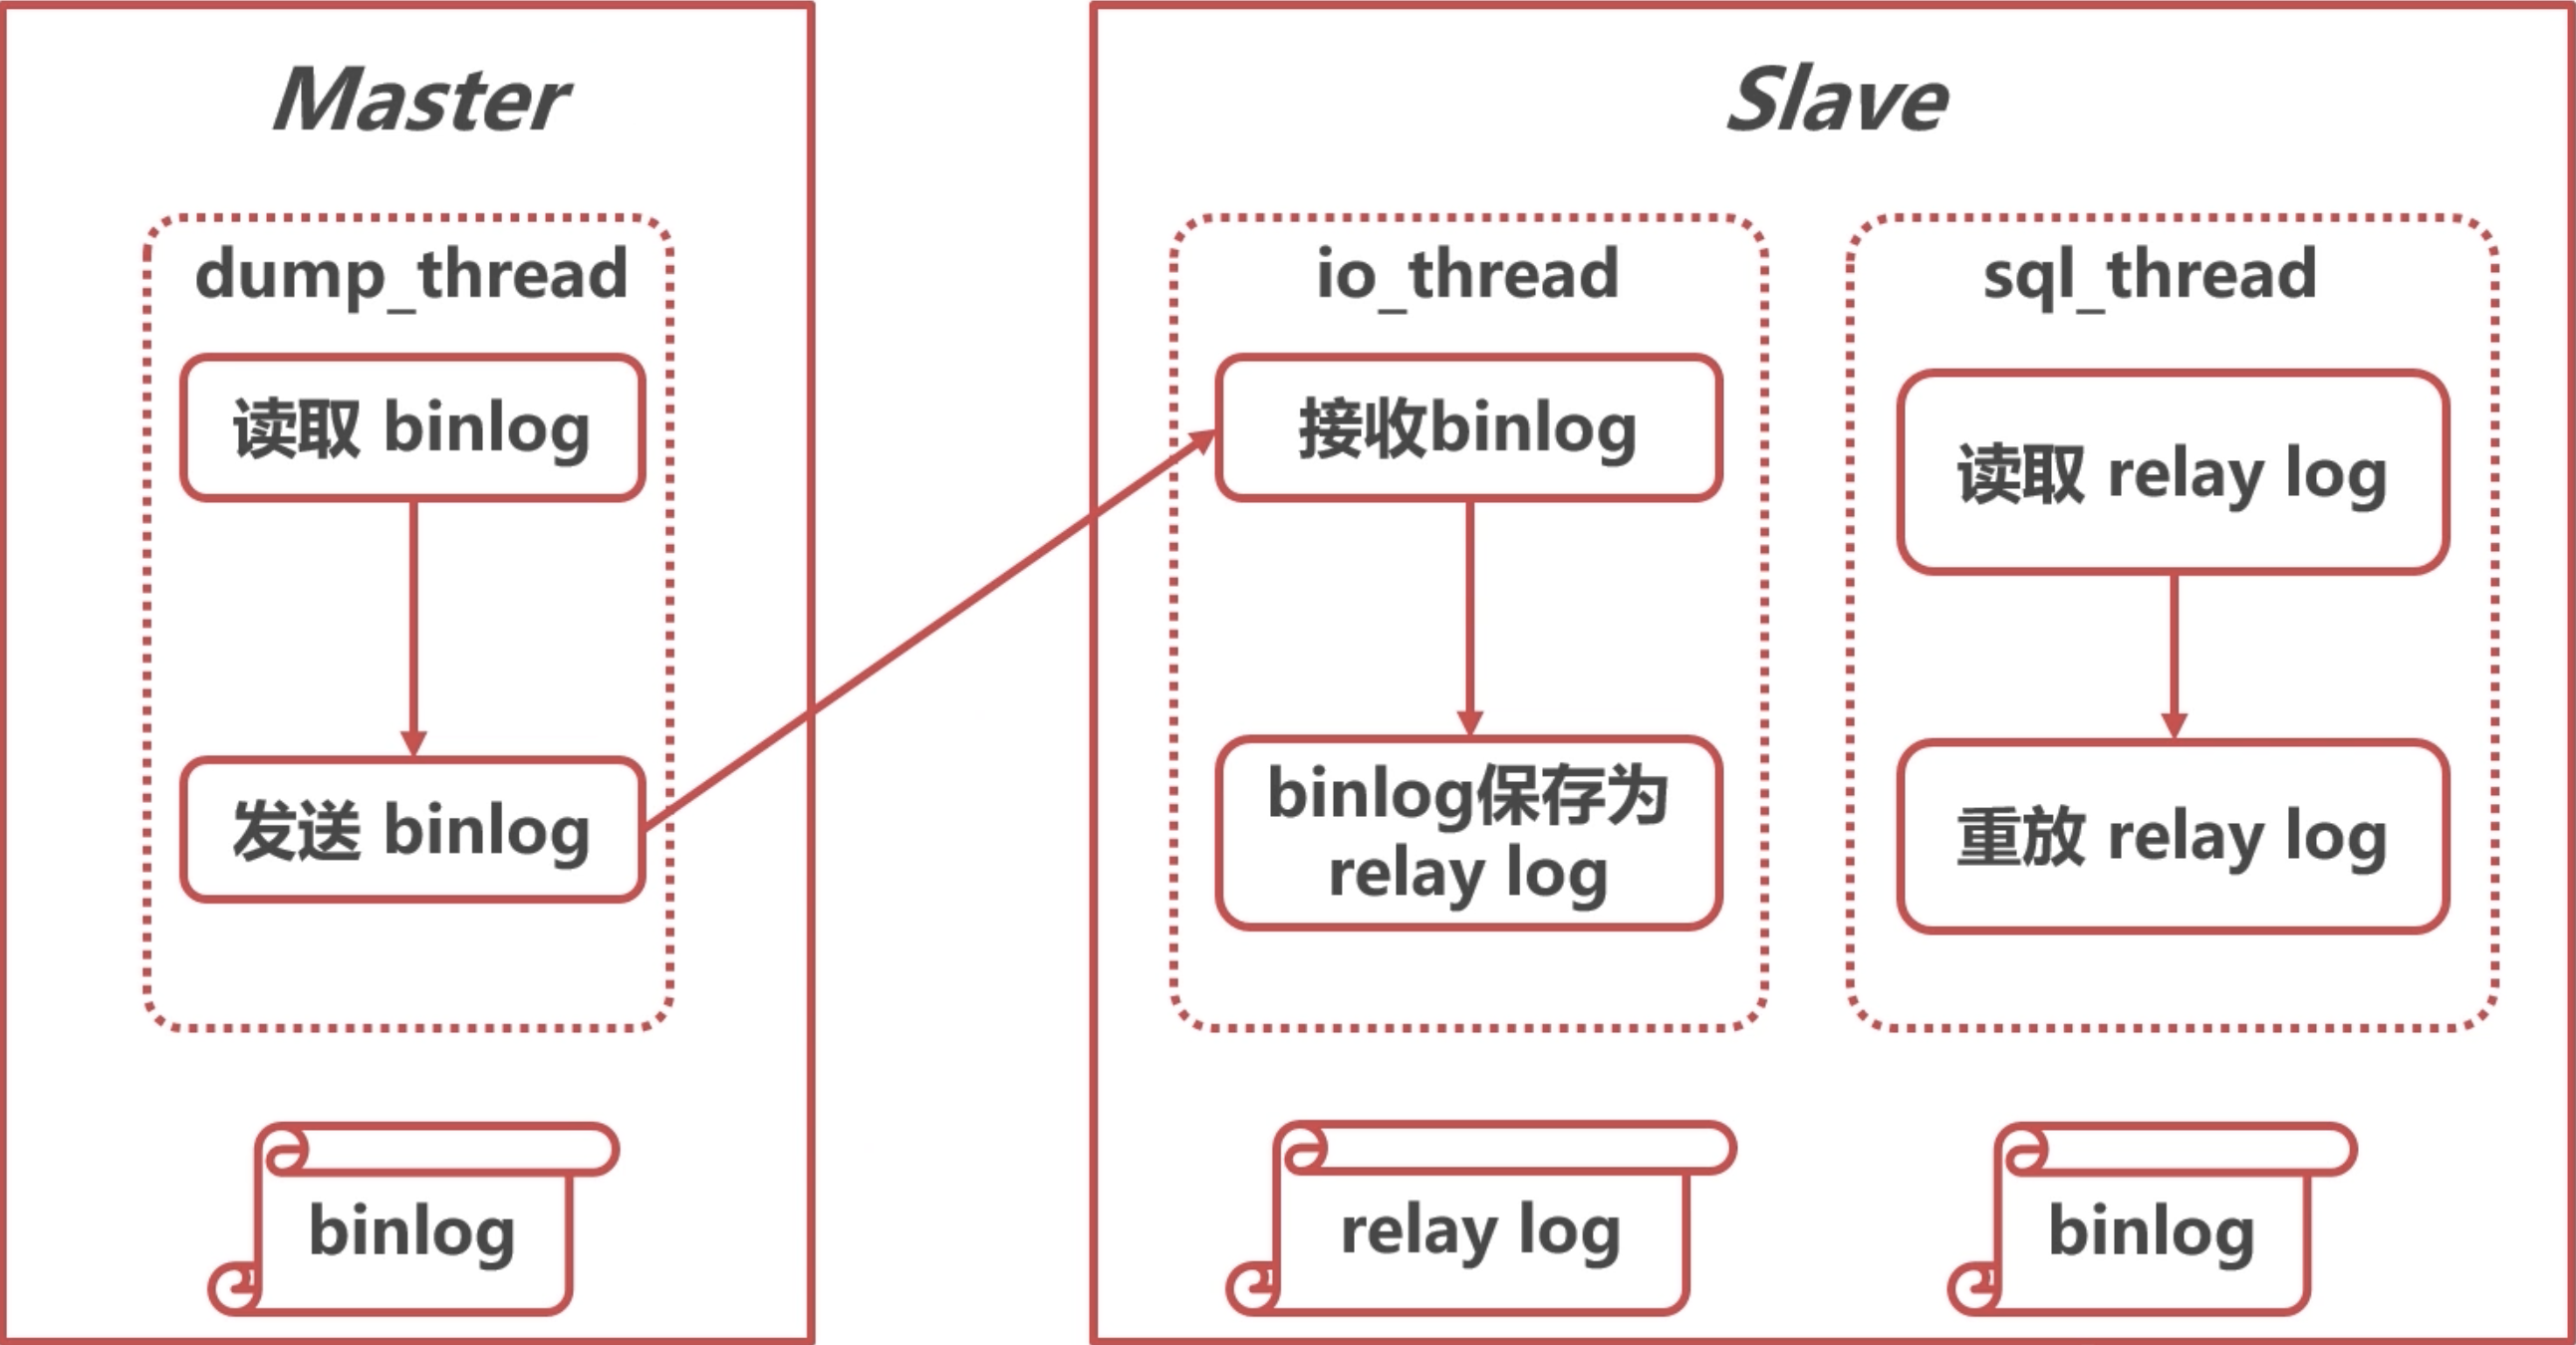 Master
dump_thread
读取 binlog
发送 binlog
binlog
Slave
io_thread
接收binlog
binlog保存为
relay log
relay log
sql_thread
读取 relay log
重放 relay log
binlog